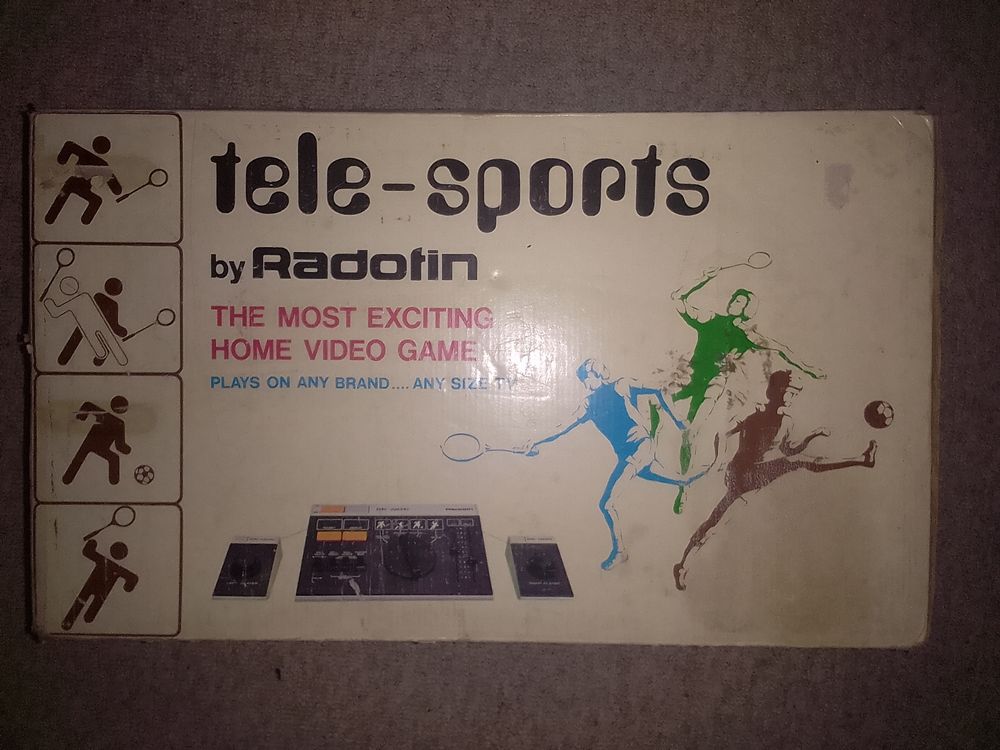 tele-sports
by Radofin
THE MOST EXCITING
HOME VIDEO GAME
PLAYS ON ANY BRAND.... ANY SIZE TV